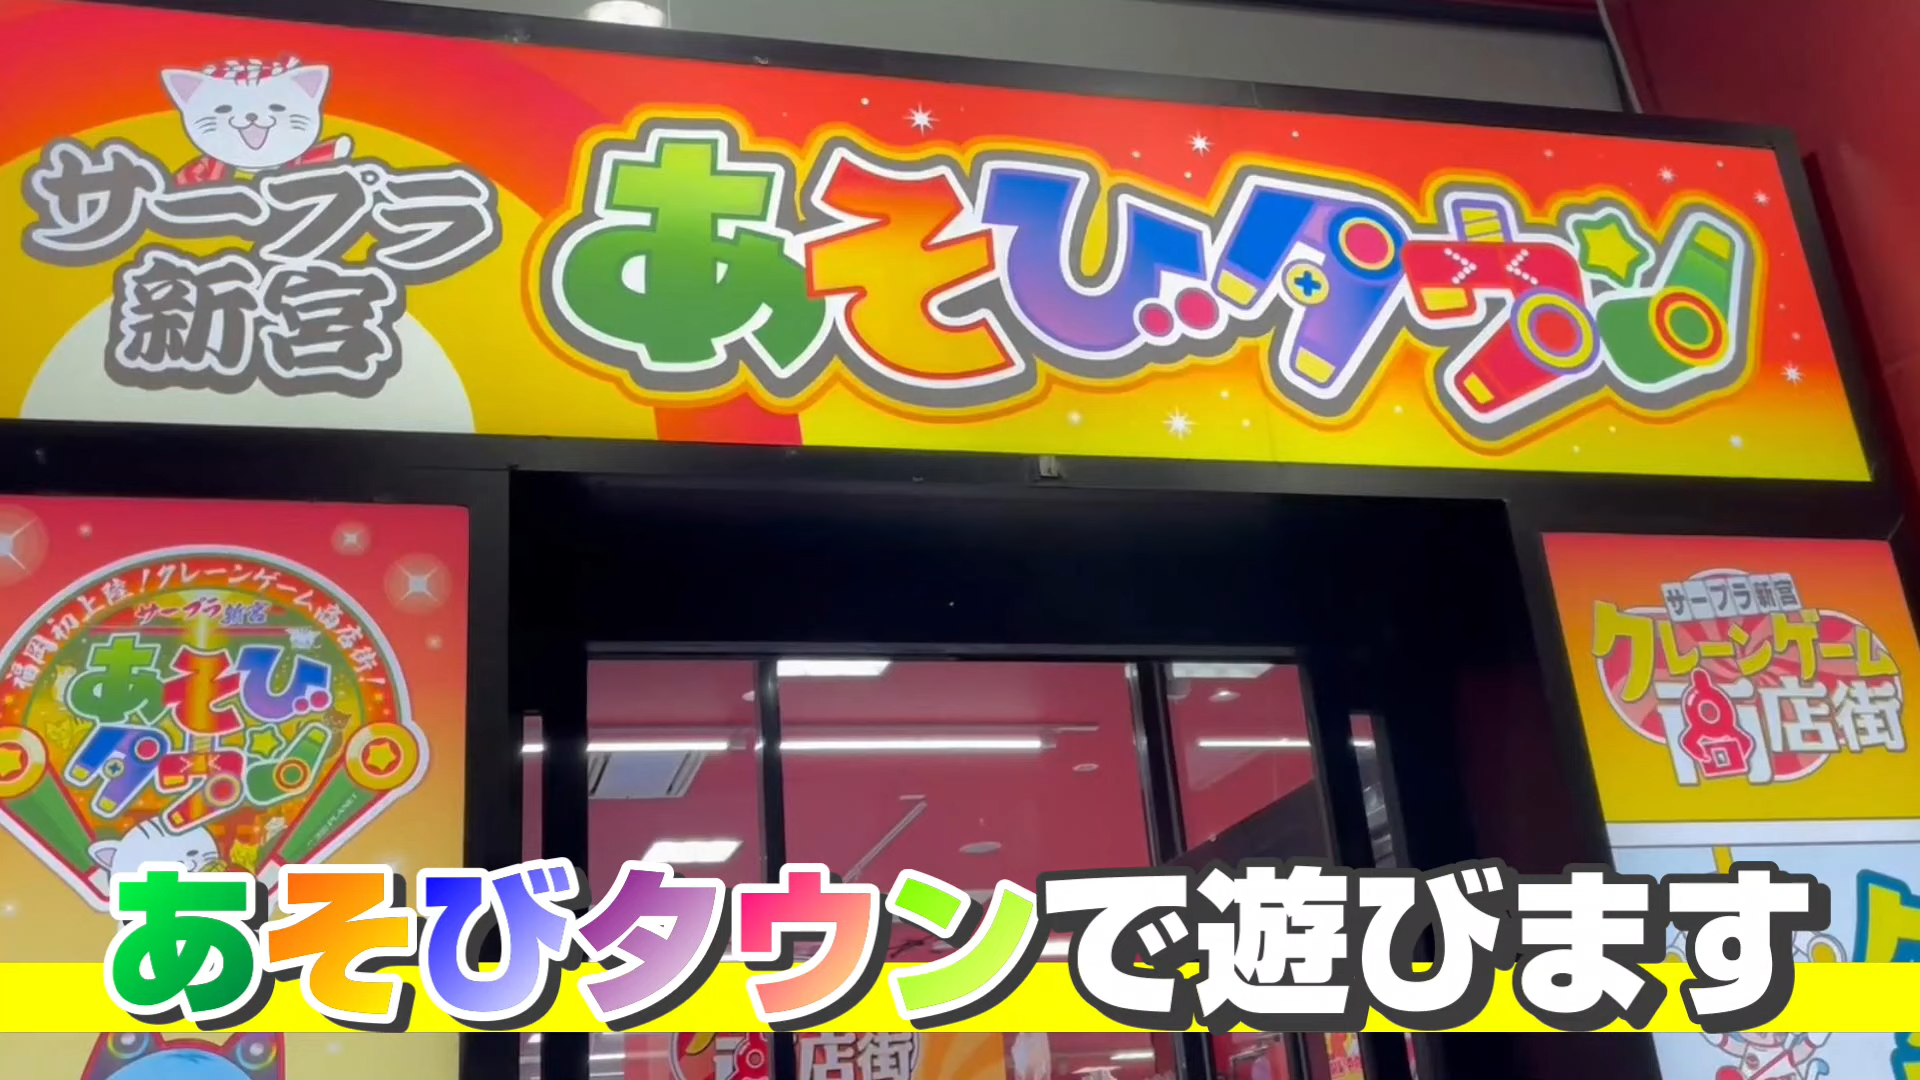 サープラ
新宮
あそびタウン
福岡初上陸!クレーンゲーム商店街!
サープラ新宮
あそび
タウン
サープラ新宮
クレーンゲーム
商店街
あそびタウンで遊びます
店街